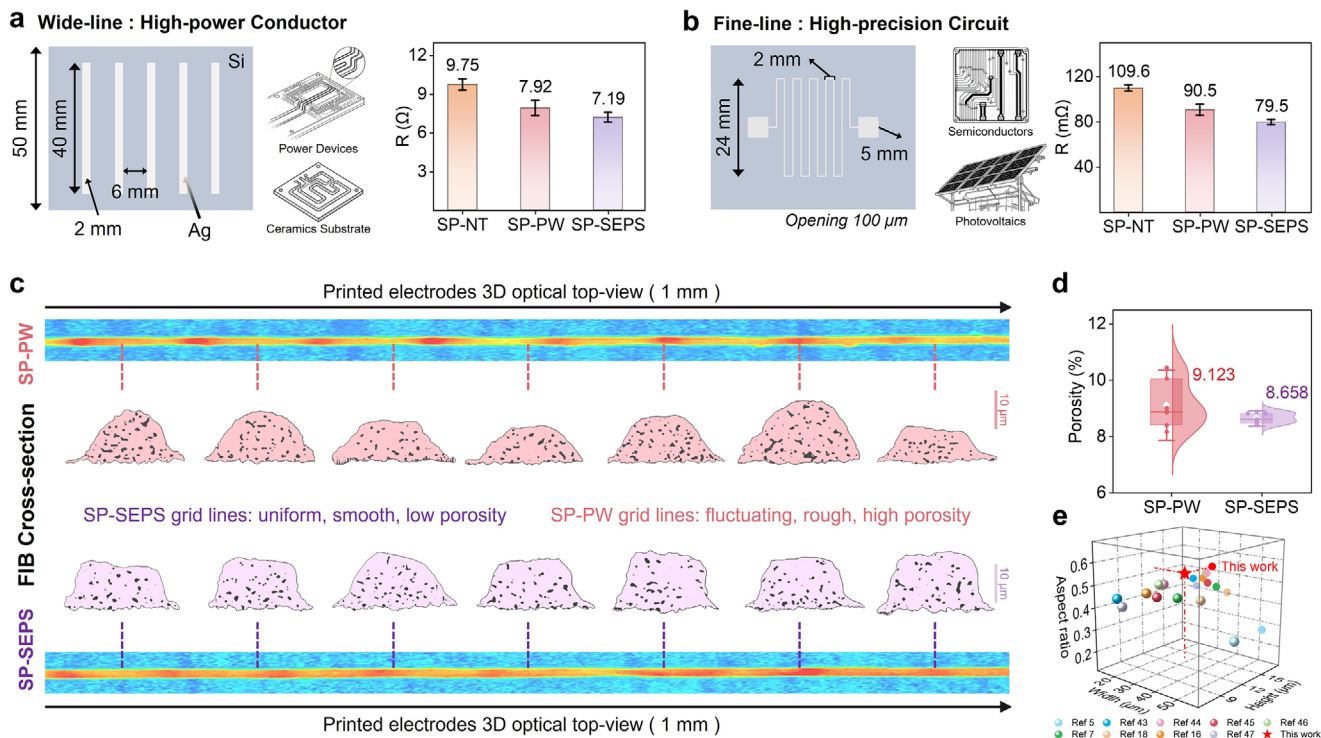 a Wide-line : High-power Conductor
50 mm
40 mm
Si
6 mm
2 mm
Ag
Power Devices
Ceramics Substrate
R (Ω)
12
9
6
3
9.75
7.92
7.19
SP-NT SP-PW SP-SEPS
b Fine-line : High-precision Circuit
2 mm
24 mm
5 mm
Opening 100 µm
Semiconductors
Photovoltaics
R (mΩ)
120
80
40
109.6
90.5
79.5
SP-NT SP-PW SP-SEPS
c
Printed electrodes 3D optical top-view ( 1 mm )
SP-PW
10 µm
FIB Cross-section
SP-SEPS grid lines: uniform, smooth, low porosity
SP-PW grid lines: fluctuating, rough, high porosity
10 µm
SP-SEPS
Printed electrodes 3D optical top-view ( 1 mm )
d
Porosity (%)
12
10
8
6
9.123
8.658
SP-PW SP-SEPS
e
Aspect ratio
0.6
0.5
0.4
0.3
0.2
This work
20
30
40
50
Width (µm)
9
12
15
Height (µm)
Ref 5 Ref 43 Ref 44 Ref 45 Ref 46
Ref 7 Ref 18 Ref 16 Ref 47 This work